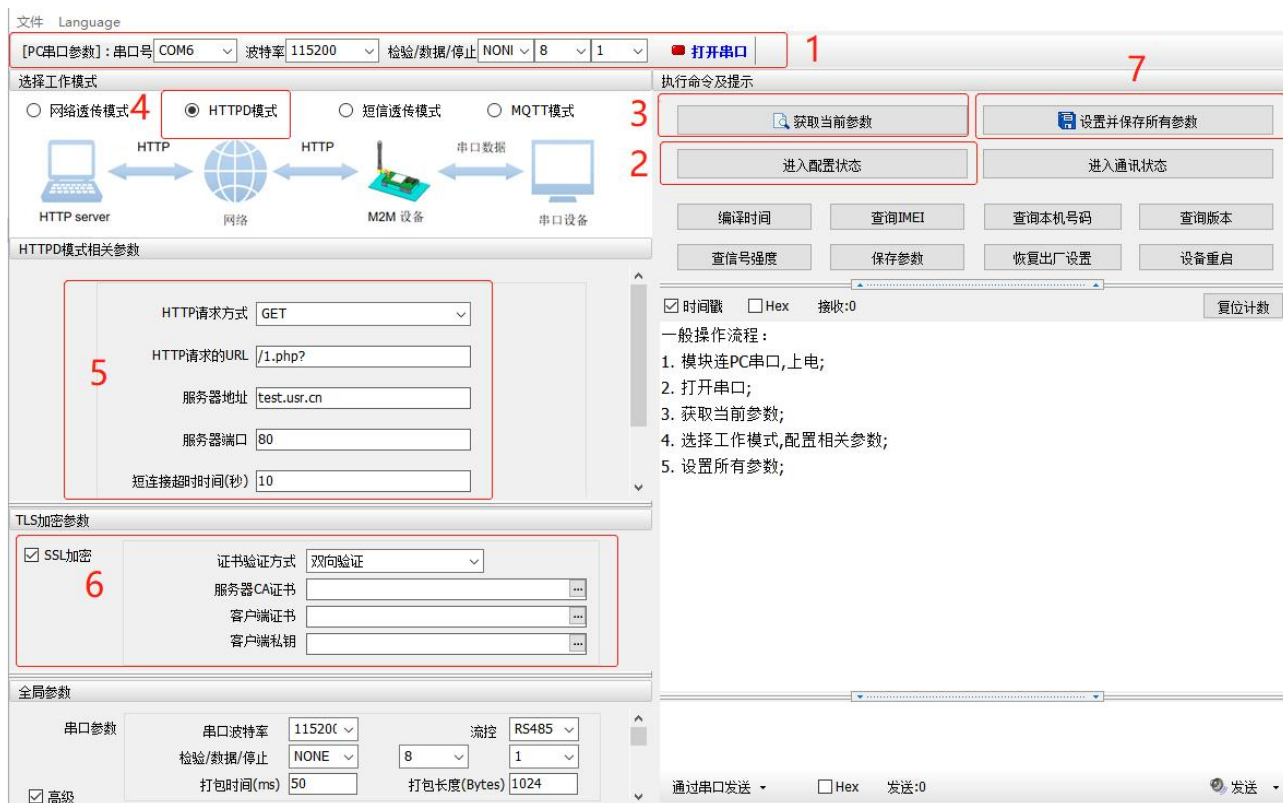 文件 Language
[PC串口参数]：串口号 COM6 波特率 115200 检验/数据/停止 NONI 8 1 打开串口
1
7
选择工作模式
网络透传模式 4 HTTPD模式 短信透传模式 MQTT模式
HTTP HTTP 串口数据
HTTP server 网络 M2M 设备 串口设备
HTTPD模式相关参数
5
HTTP请求方式 GET
HTTP请求的URL /1.php?
服务器地址 test.usr.cn
服务器端口 80
短连接超时时间(秒) 10
TLS加密参数
SSL加密
6
证书验证方式 双向验证
服务器CA证书 ...
客户端证书 ...
客户端私钥 ...
全局参数
串口参数 串口波特率 11520( 流控 RS485
检验/数据/停止 NONE 8 1
打包时间(ms) 50 打包长度(Bytes) 1024
高级
执行命令及提示
3 获取当前参数 设置并保存所有参数
2 进入配置状态 进入通讯状态
编译时间 查询IMEI 查询本机号码 查询版本
查信号强度 保存参数 恢复出厂设置 设备重启
时间戳 Hex 接收:0 复位计数
一般操作流程：
1. 模块连PC串口,上电;
2. 打开串口;
3. 获取当前参数;
4. 选择工作模式,配置相关参数;
5. 设置所有参数;
通过串口发送 Hex 发送:0 发送